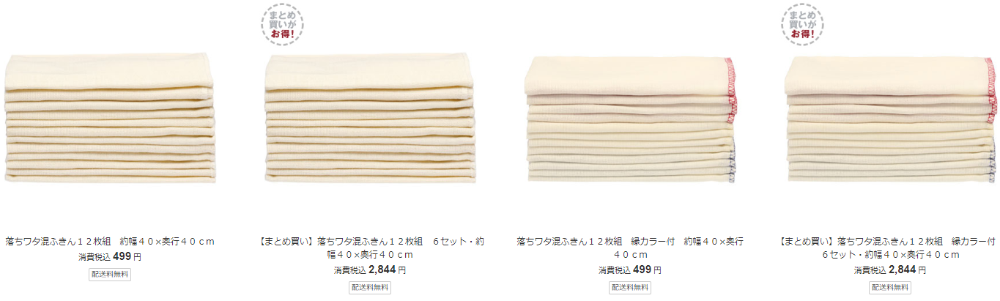 落ちワタ混ふきん１２枚組　約幅４０×奥行４０ｃｍ
消費税込 499 円
配送料無料
まとめ
買いが
お得！
【まとめ買い】落ちワタ混ふきん１２枚組　６セット・約
幅４０×奥行４０ｃｍ
消費税込 2,844 円
配送料無料
落ちワタ混ふきん１２枚組　縁カラー付　約幅４０×奥行
４０ｃｍ
消費税込 499 円
配送料無料
まとめ
買いが
お得！
【まとめ買い】落ちワタ混ふきん１２枚組　縁カラー付
６セット・約幅４０×奥行４０ｃｍ
消費税込 2,844 円
配送料無料